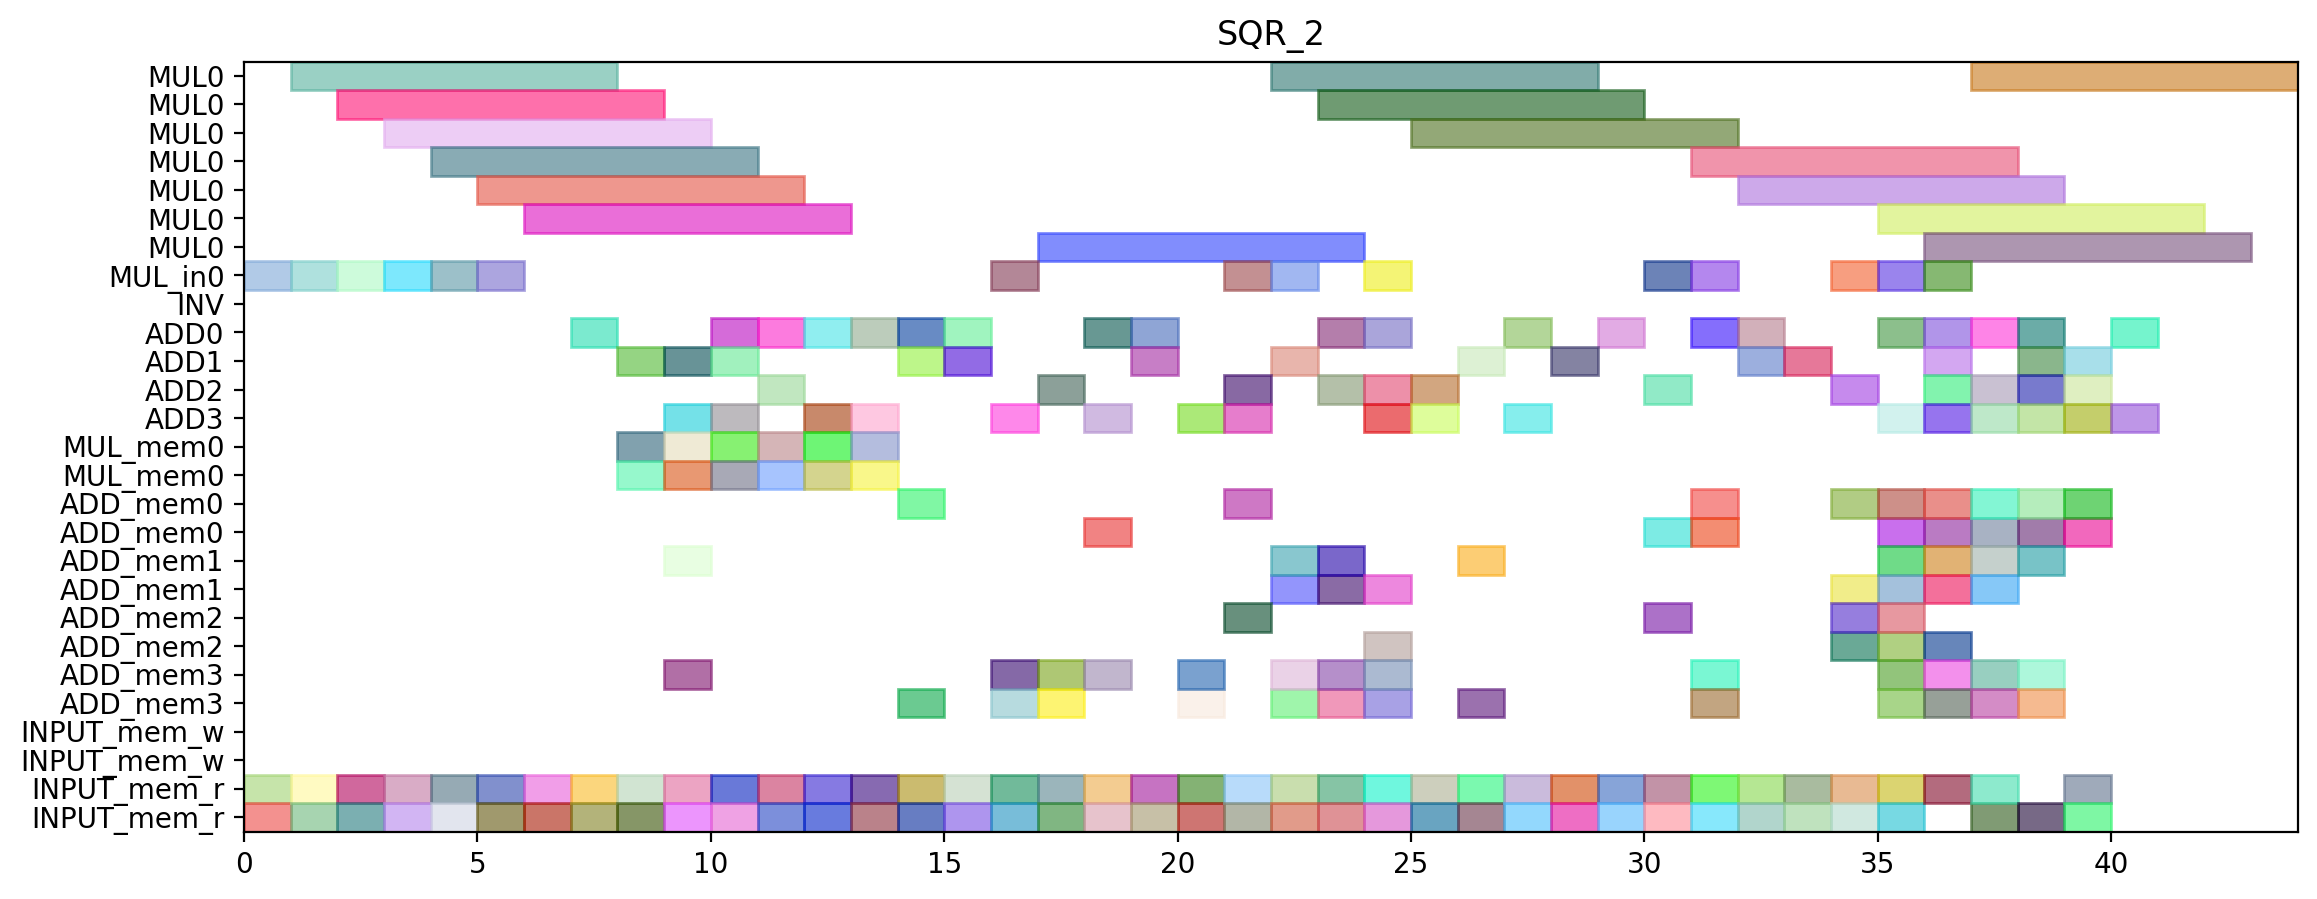 SQR_2
MUL0
MUL0
MUL0
MUL0
MUL0
MUL0
MUL0
MUL_in0
INV
ADD0
ADD1
ADD2
ADD3
MUL_mem0
MUL_mem0
ADD_mem0
ADD_mem0
ADD_mem1
ADD_mem1
ADD_mem2
ADD_mem2
ADD_mem3
ADD_mem3
INPUT_mem_w
INPUT_mem_w
INPUT_mem_r
INPUT_mem_r
0 5 10 15 20 25 30 35 40